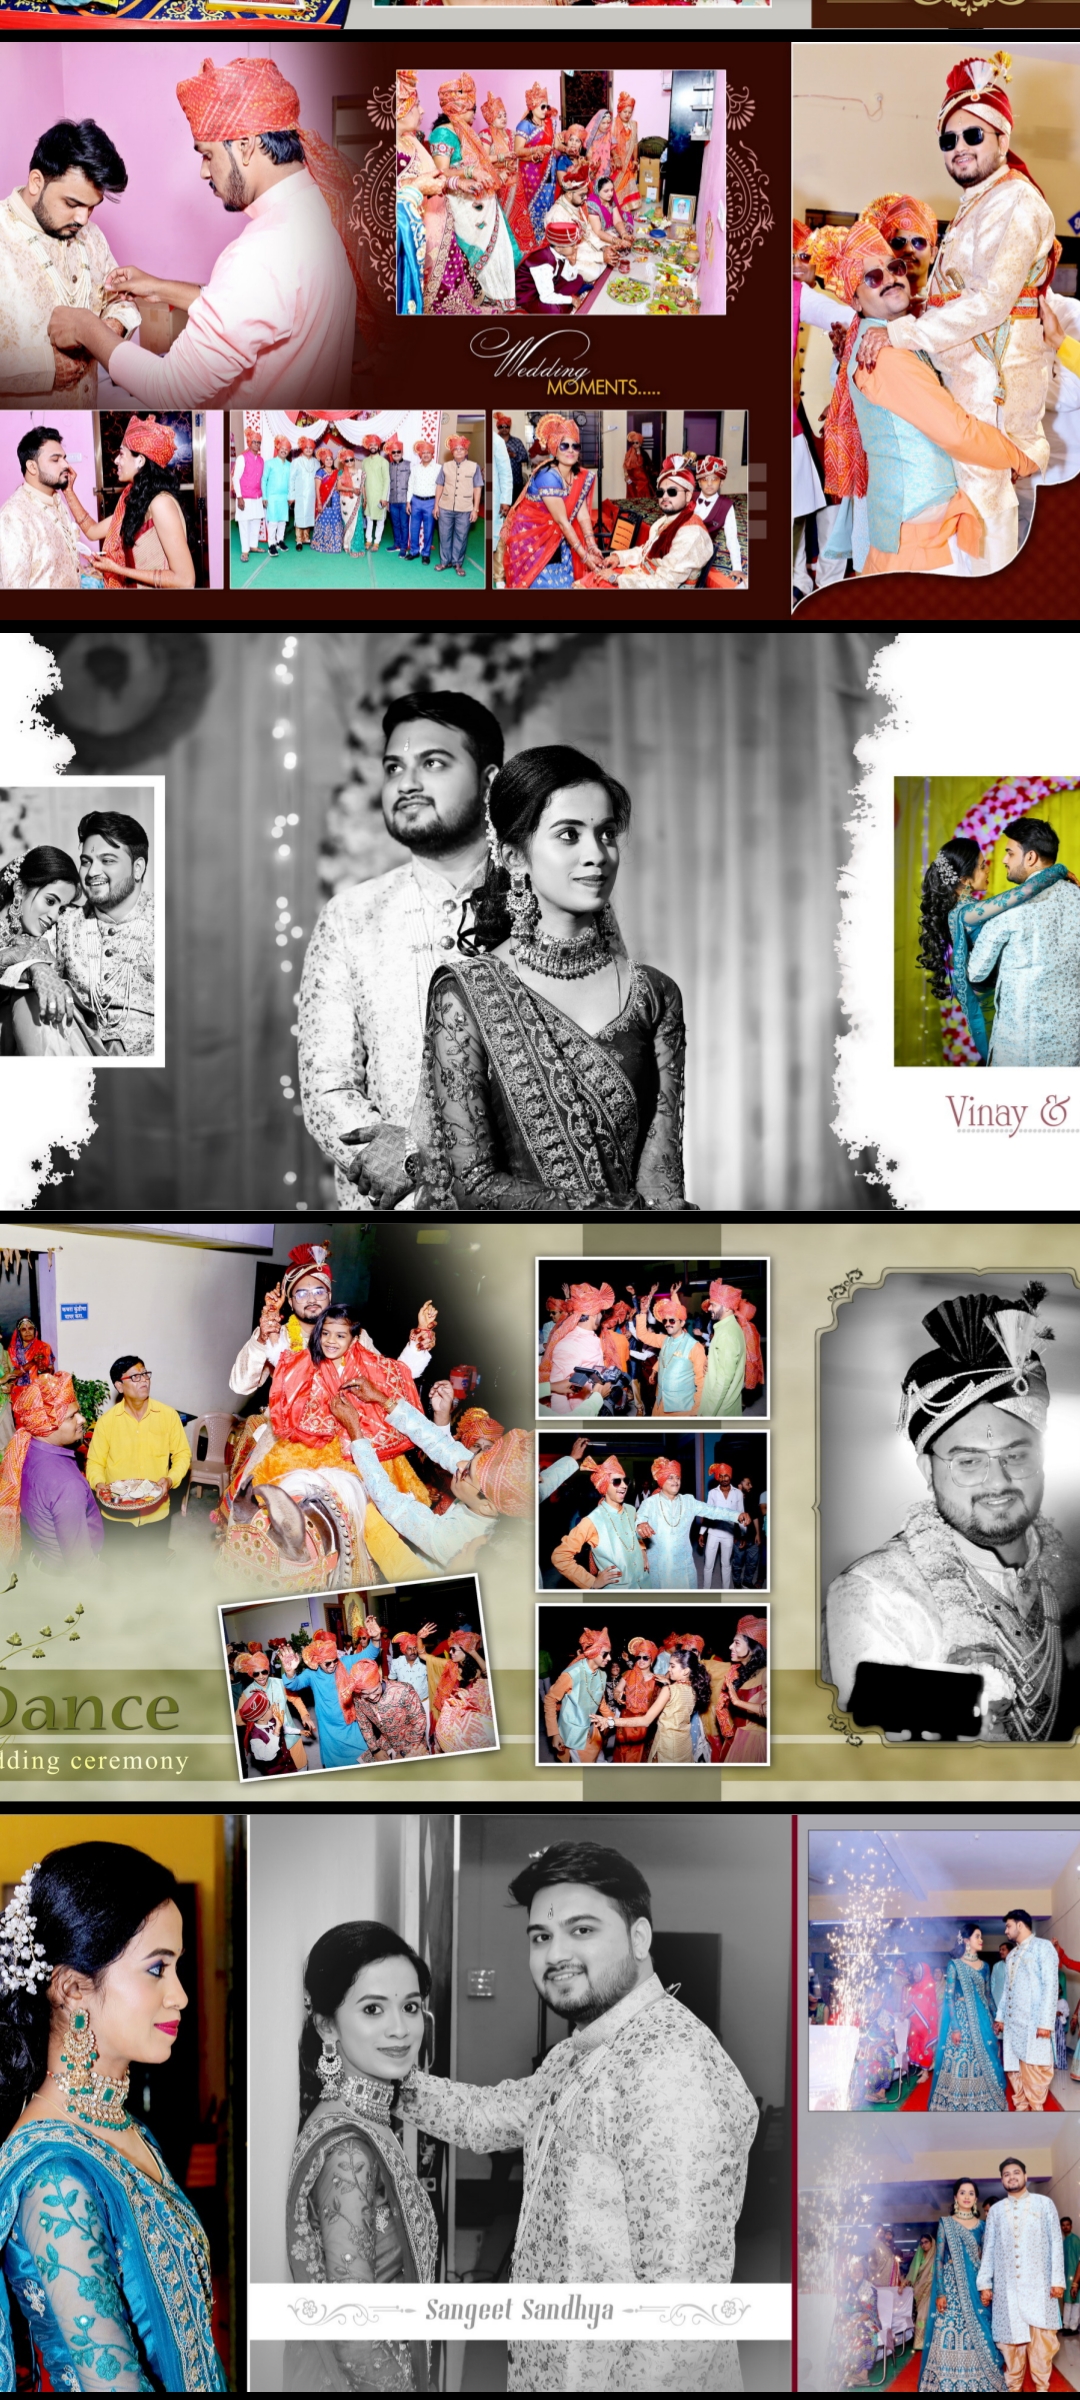 Wedding
MOMENTS.....
Vinay &
Dance
dding ceremony
Sangeet Sandhya